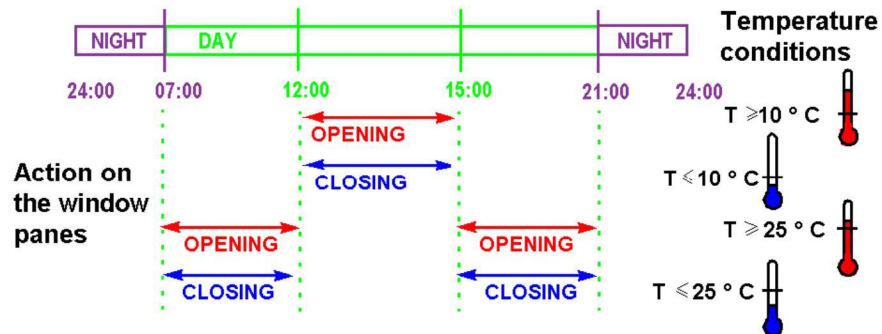 NIGHT DAY NIGHT
Temperature
conditions
24:00 07:00 12:00 15:00 21:00 24:00
OPENING
T ⩾10 ° C
CLOSING
T ⩽10 ° C
Action on
the window
panes
OPENING OPENING
T ⩾ 25 ° C
CLOSING CLOSING
T ⩽ 25 ° C